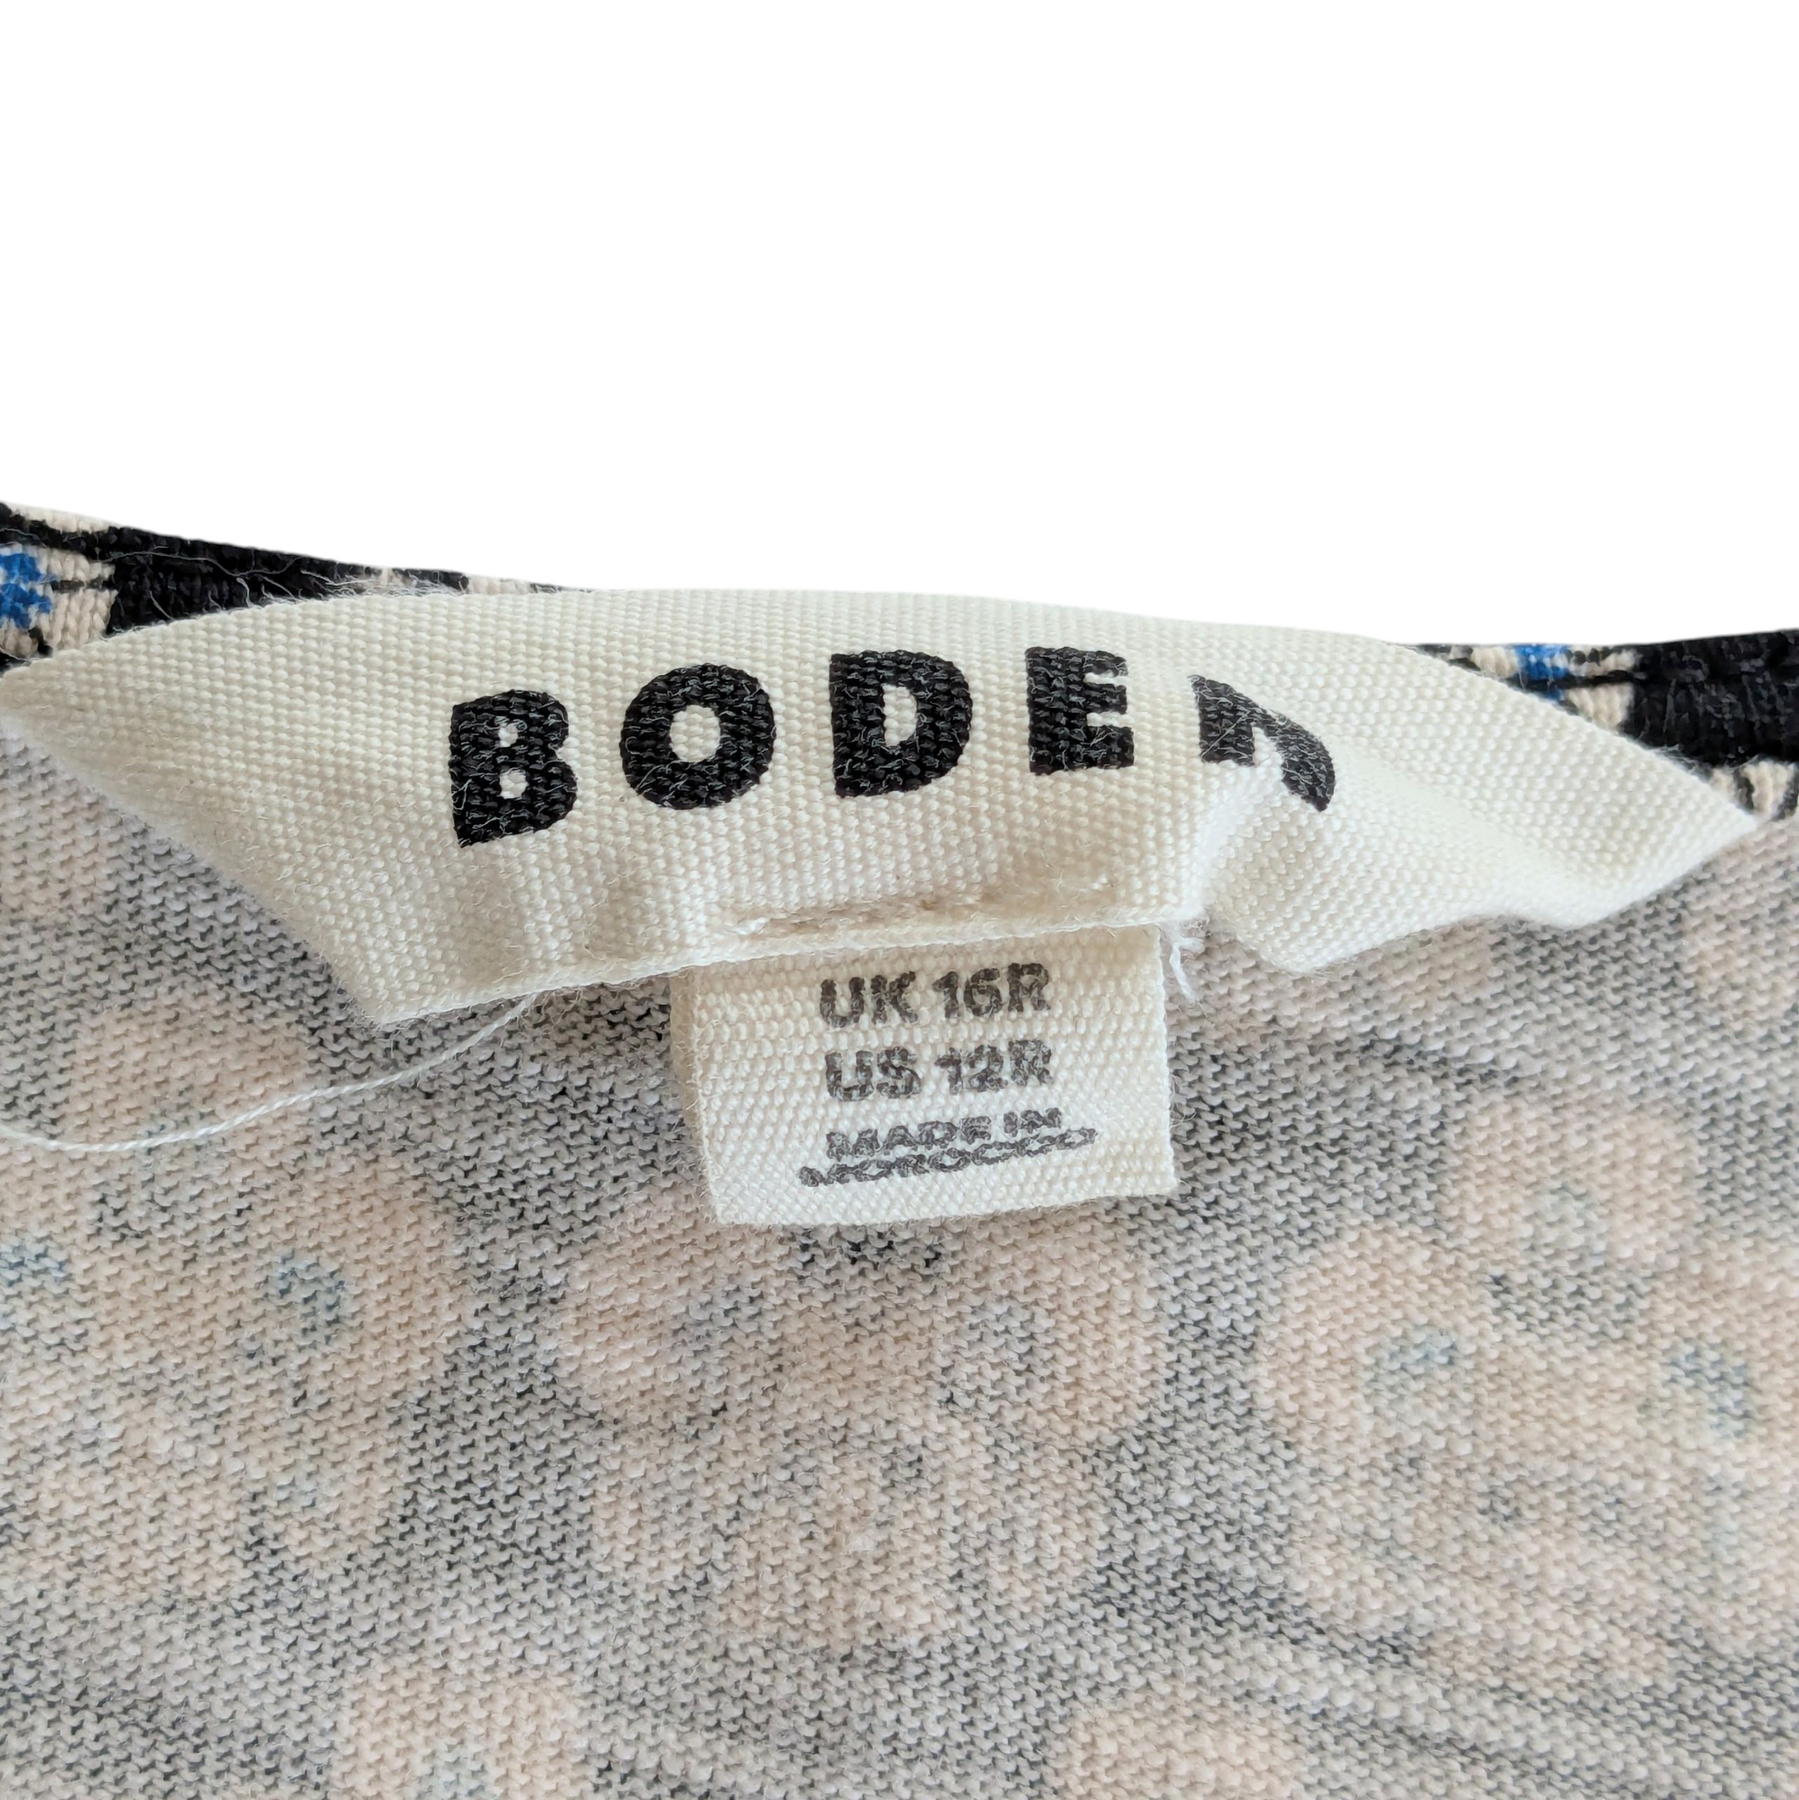 BODEN
UK 16R
US 12R
MADE IN
MOROCCO